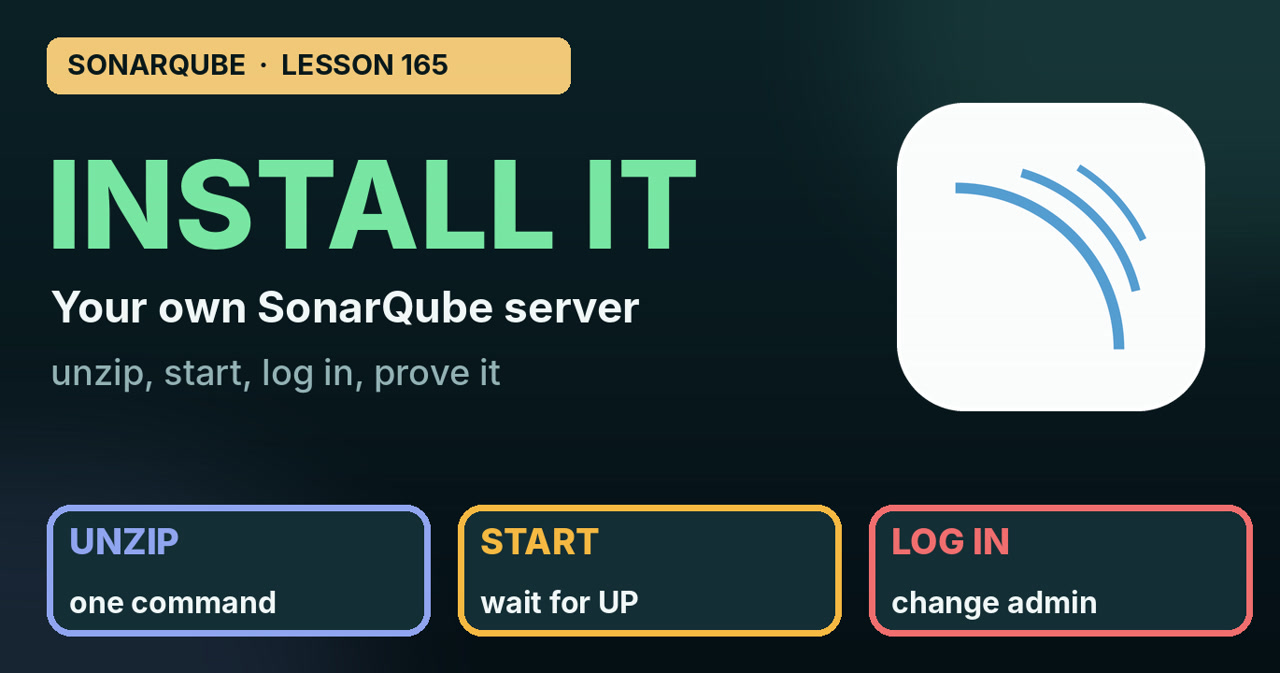 SONARQUBE · LESSON 165
INSTALL IT
Your own SonarQube server
unzip, start, log in, prove it
UNZIP
one command
START
wait for UP
LOG IN
change admin